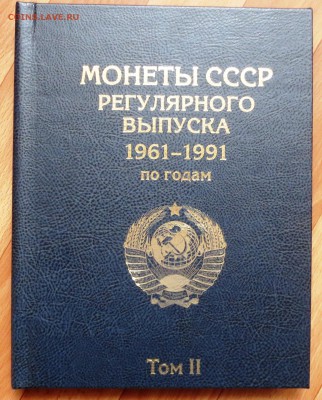 COINS.LAVE.RU
МОНЕТЫ СССР
РЕГУЛЯРНОГО
ВЫПУСКА
1961–1991
по годам
Том II